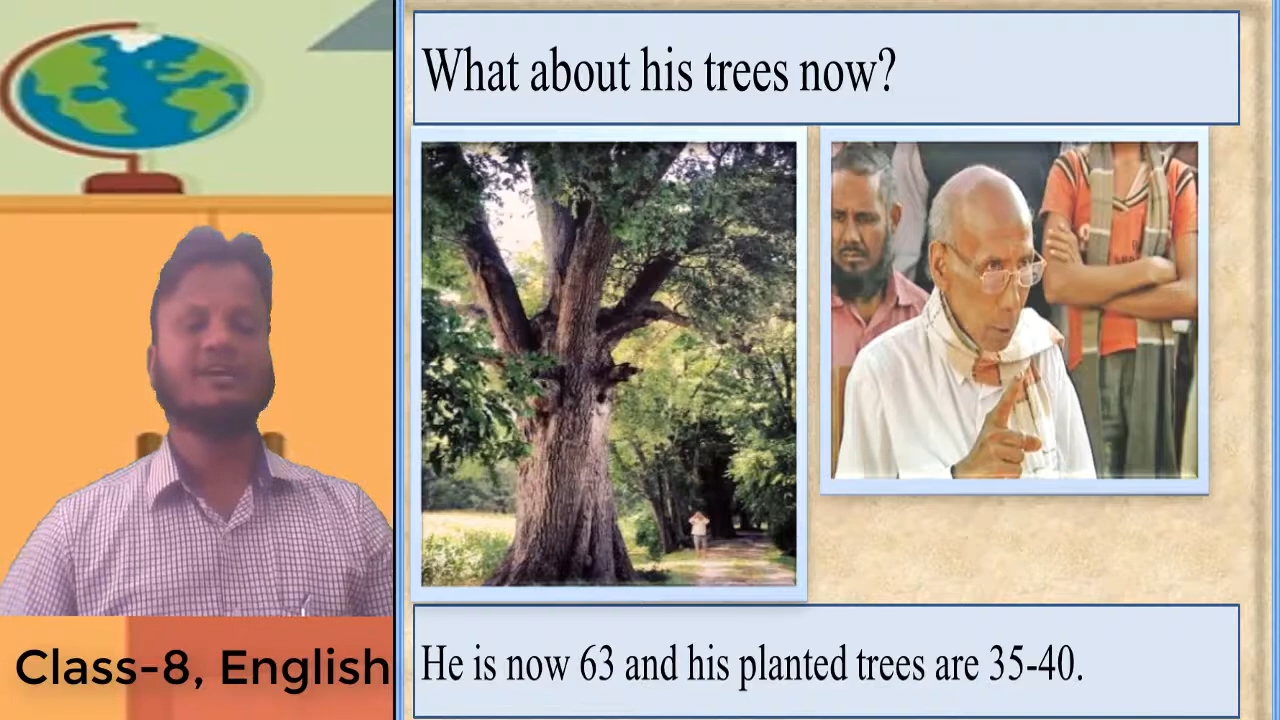 What about his trees now?
He is now 63 and his planted trees are 35-40.
Class-8, English